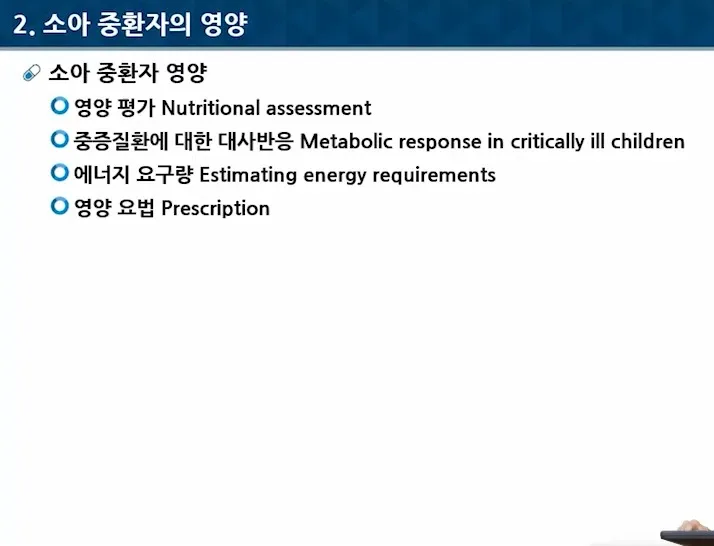 2. 소아 중환자의 영양
소아 중환자 영양
영양 평가 Nutritional assessment
중증질환에 대한 대사반응 Metabolic response in critically ill children
에너지 요구량 Estimating energy requirements
영양 요법 Prescription